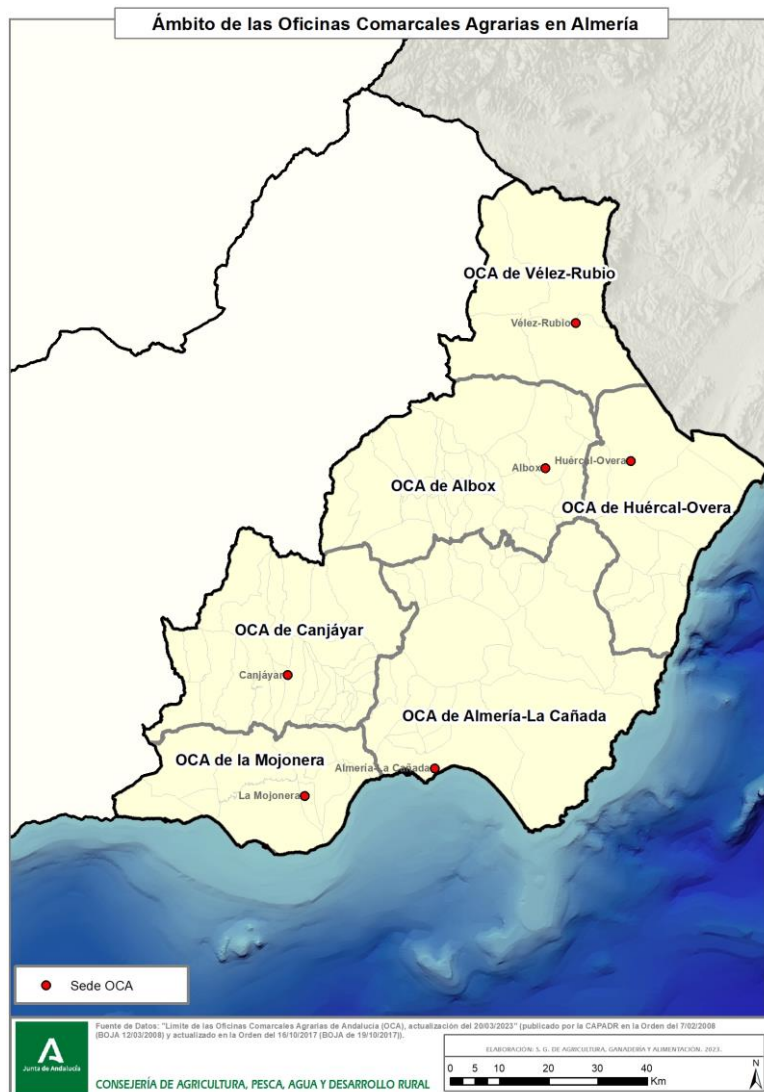 Ámbito de las Oficinas Comarcales Agrarias en Almería
OCA de Vélez-Rubio
Vélez-Rubio
Albox
Huércal-Overa
OCA de Albox
OCA de Huércal-Overa
OCA de Canjáyar
Canjáyar
OCA de Almería-La Cañada
OCA de la Mojonera
Almería-La Cañada
La Mojonera
Sede OCA
Fuente de Datos: "Limite de las Oficinas Comarcales Agrarias de Andalucía (OCA), actualización del 20/03/2023" (publicado por la CAPADR en la Orden del 7/02/2008
(BOJA 12/03/2008) y actualizado en la Orden del 16/10/2017 (BOJA de 19/10/2017)).
ELABORACIÓN: S. G. DE AGRICULTURA, GANADERÍA Y ALIMENTACIÓN. 2023.
A
Junta de Andalucía
CONSEJERÍA DE AGRICULTURA, PESCA, AGUA Y DESARROLLO RURAL
0 5 10 20 30 40
Km
N